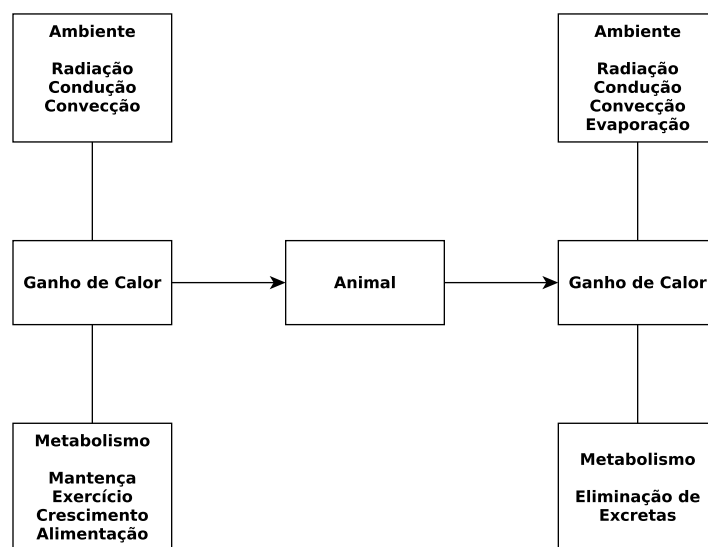 Ambiente
Radiação
Condução
Convecção
Ambiente
Radiação
Condução
Convecção
Evaporação
Ganho de Calor
Animal
Ganho de Calor
Metabolismo
Mantença
Exercício
Crescimento
Alimentação
Metabolismo
Eliminação de
Excretas